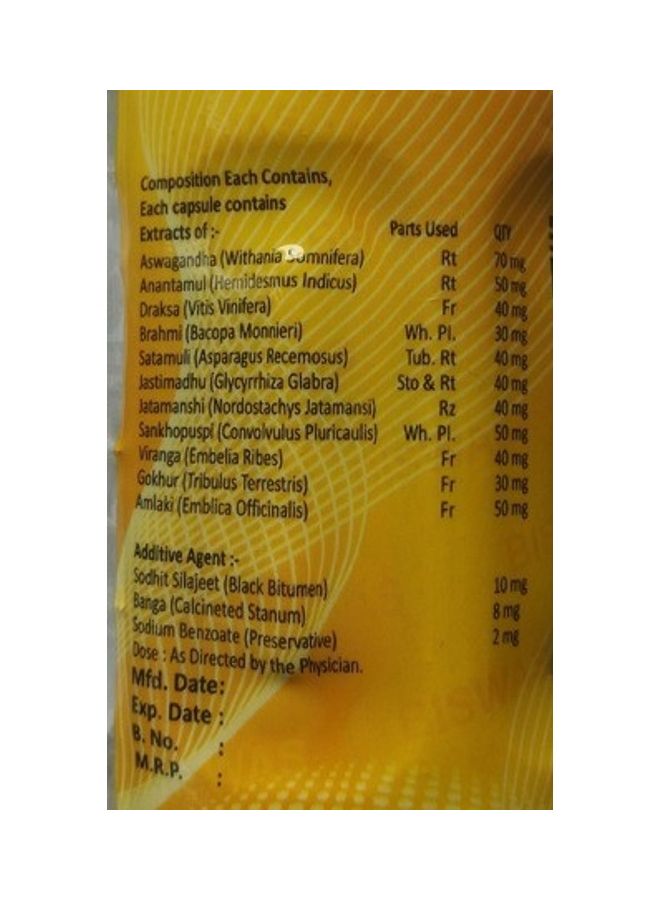 Composition Each Contains,
Each capsule contains
Extracts of :- Parts Used QTY
Aswagandha (Withania Somnifera) Rt 70 mg
Anantamul (Hemidesmus Indicus) Rt 50 mg
Draksa (Vitis Vinifera) Fr 40 mg
Brahmi (Bacopa Monnieri) Wh. Pl. 30 mg
Satamuli (Asparagus Recemosus) Tub. Rt 40 mg
Jastimadhu (Glycyrrhiza Glabra) Sto & Rt 40 mg
Jatamanshi (Nordostachys Jatamansi) Rz 40 mg
Sankhopuspi (Convolvulus Pluricaulis) Wh. Pl. 50 mg
Viranga (Embelia Ribes) Fr 40 mg
Gokhur (Tribulus Terrestris) Fr 30 mg
Amlaki (Emblica Officinalis) Fr 50 mg
Additive Agent :-
Sodhit Silajeet (Black Bitumen) 10 mg
Banga (Calcineted Stanum) 8 mg
Sodium Benzoate (Preservative) 2 mg
Dose : As Directed by the Physician.
Mfd. Date:
Exp. Date :
B. No. :
M.R.P. :